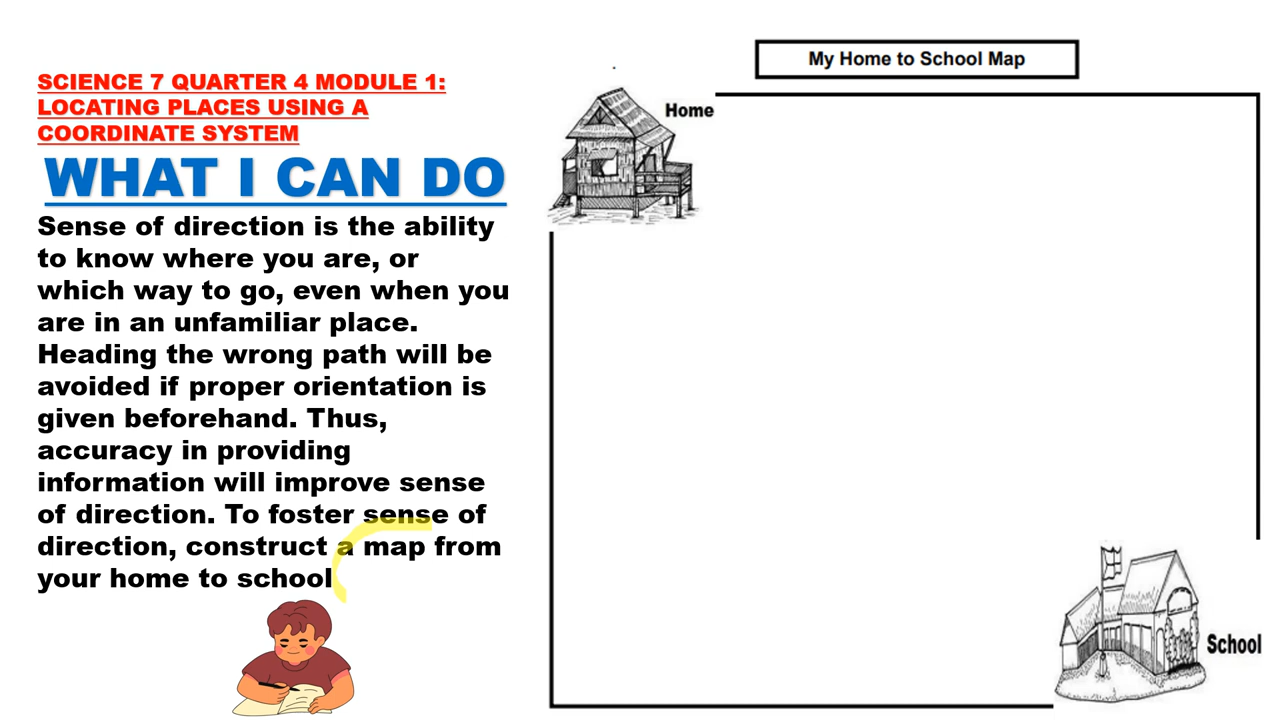 SCIENCE 7 QUARTER 4 MODULE 1:
LOCATING PLACES USING A
COORDINATE SYSTEM
WHAT I CAN DO
Sense of direction is the ability
to know where you are, or
which way to go, even when you
are in an unfamiliar place.
Heading the wrong path will be
avoided if proper orientation is
given beforehand. Thus,
accuracy in providing
information will improve sense
of direction. To foster sense of
direction, construct a map from
your home to school
My Home to School Map
Home
School